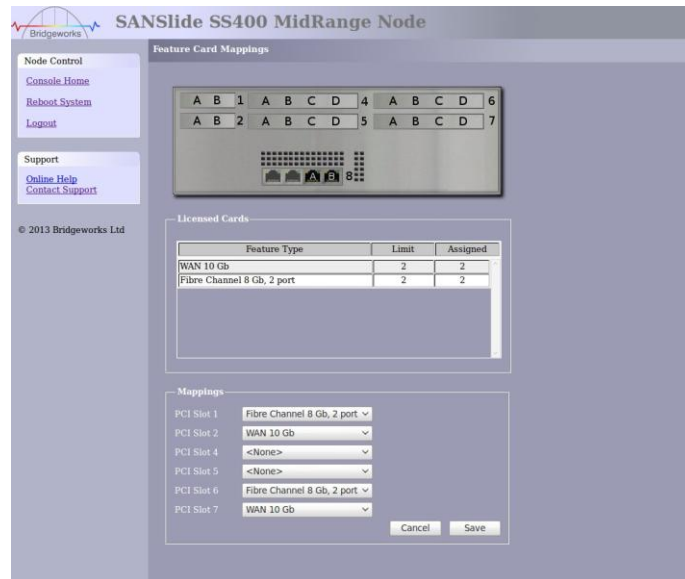 Bridgeworks
SANSlide SS400 MidRange Node
Node Control
Console Home
Reboot System
Logout
Support
Online Help
Contact Support
© 2013 Bridgeworks Ltd
Feature Card Mappings
A B 1 A B C D 4 A B C D 6
A B 2 A B C D 5 A B C D 7
A B 8
Licensed Cards
Feature Type Limit Assigned
WAN 10 Gb 2 2
Fibre Channel 8 Gb, 2 port 2 2
Mappings
PCI Slot 1 Fibre Channel 8 Gb, 2 port
PCI Slot 2 WAN 10 Gb
PCI Slot 4 <None>
PCI Slot 5 <None>
PCI Slot 6 Fibre Channel 8 Gb, 2 port
PCI Slot 7 WAN 10 Gb
Cancel Save